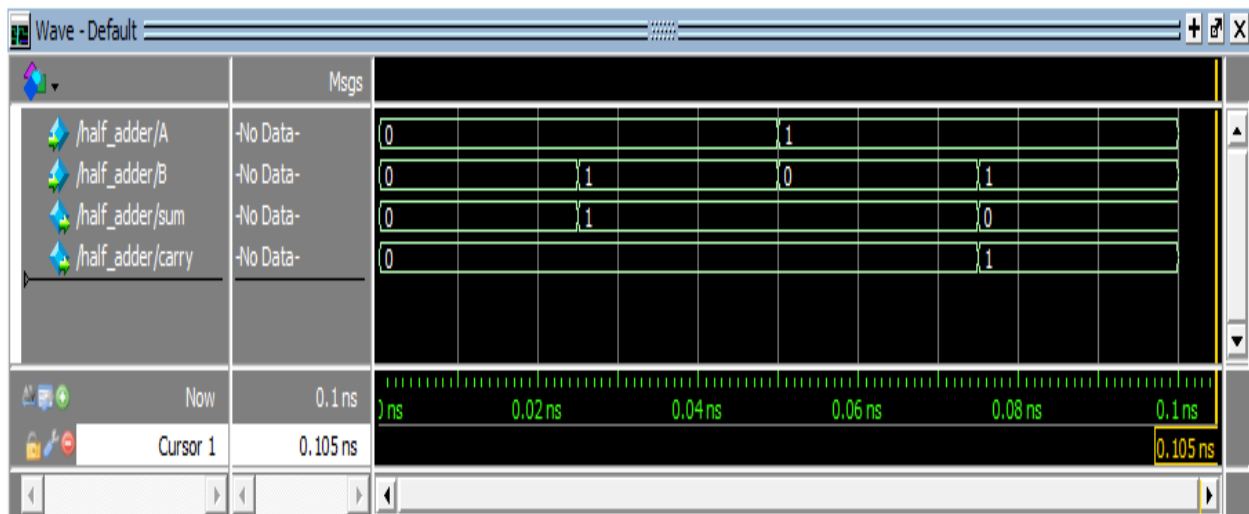 Wave - Default
Msgs
/half_adder/A -No Data- 0 1
/half_adder/B -No Data- 0 1 0 1
/half_adder/sum -No Data- 0 1 0
/half_adder/carry -No Data- 0 1
Now 0.1 ns ns 0.02 ns 0.04 ns 0.06 ns 0.08 ns 0.1 ns
Cursor 1 0.105 ns 0.105 ns